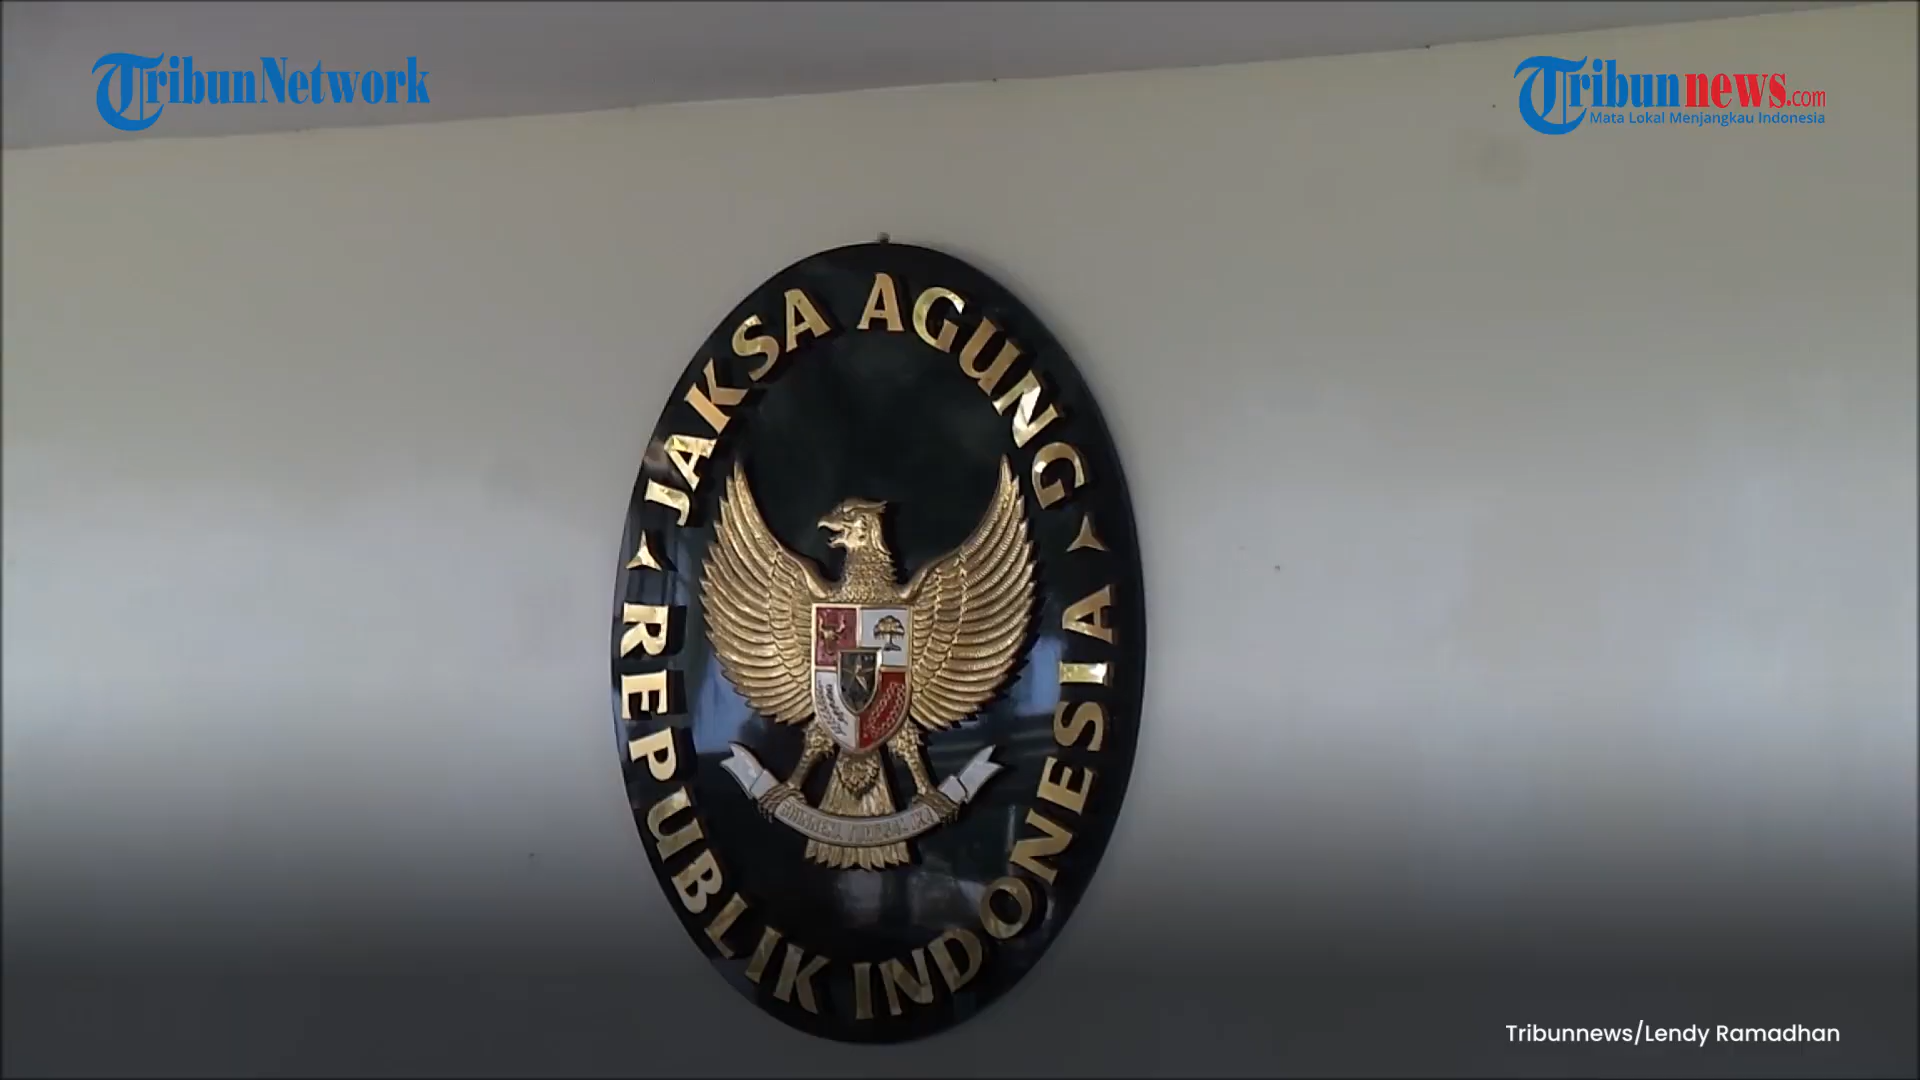 TribunNetwork
Tribunnews.com
Mata Lokal Menjangkau Indonesia
JAKSA AGUNG
REPUBLIK INDONESIA
Tribunnews/Lendy Ramadhan